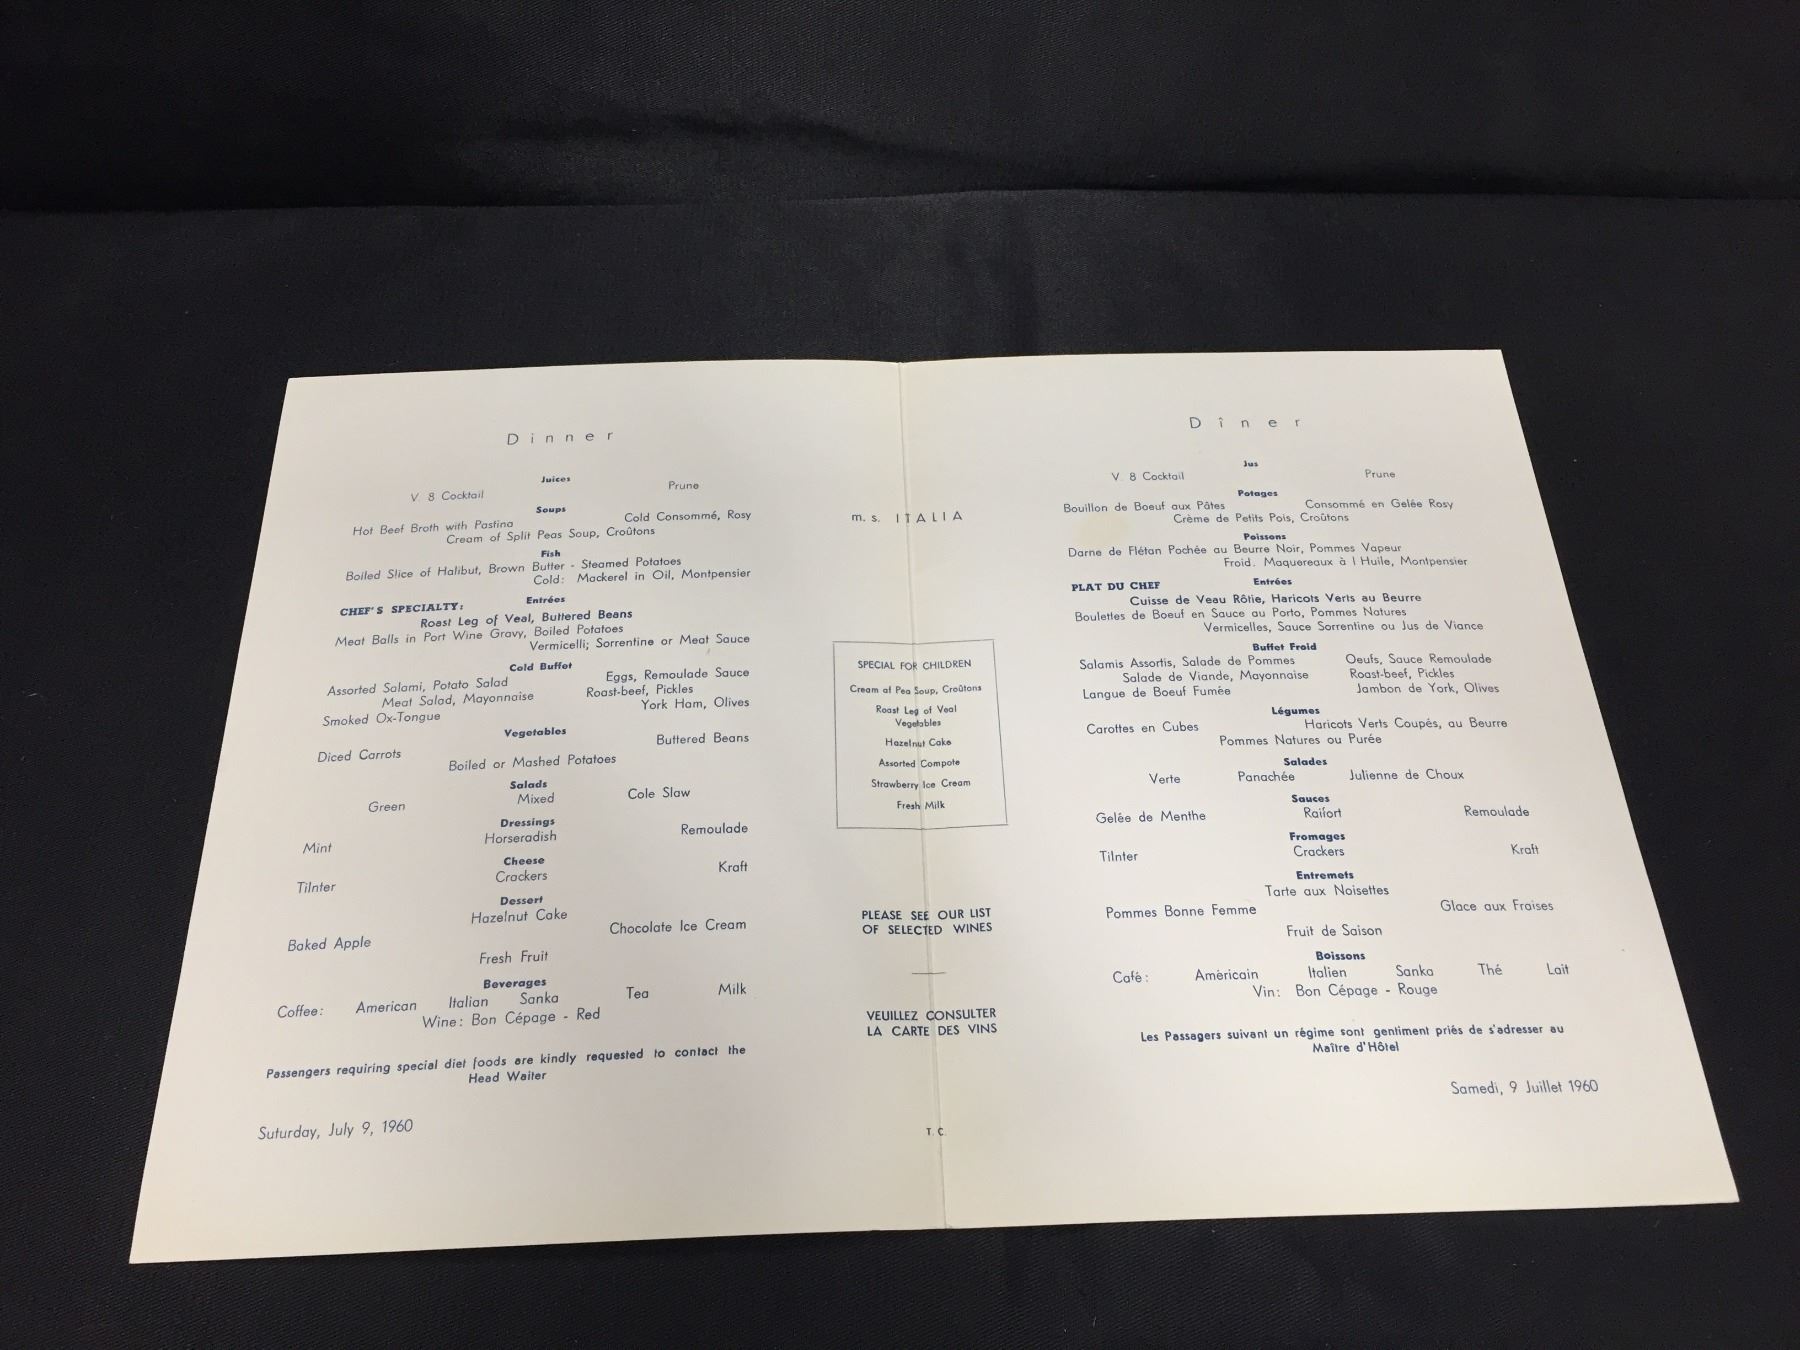 Dinner
Juices
V. 8 Cocktail Prune
Soups
Hot Beef Broth with Pastina Cold Consommé, Rosy
Cream of Split Peas Soup, Croûtons
Fish
Boiled Slice of Halibut, Brown Butter - Steamed Potatoes
Cold: Mackerel in Oil, Montpensier
Entrées
CHEF'S SPECIALTY:
Roast Leg of Veal, Buttered Beans
Meat Balls in Port Wine Gravy, Boiled Potatoes
Vermicelli; Sorrentine or Meat Sauce
Cold Buffet
Assorted Salami, Potato Salad Eggs, Remoulade Sauce
Meat Salad, Mayonnaise Roast-beef, Pickles
Smoked Ox-Tongue York Ham, Olives
Vegetables
Diced Carrots Buttered Beans
Boiled or Mashed Potatoes
Salads
Green Mixed Cole Slaw
Dressings
Mint Horseradish Remoulade
Cheese
Tilnter Crackers Kraft
Dessert
Hazelnut Cake
Baked Apple Chocolate Ice Cream
Fresh Fruit
Beverages
Coffee: American Italian Sanka Tea Milk
Wine: Bon Cépage - Red
Passengers requiring special diet foods are kindly requested to contact the
Head Waiter
Suturday, July 9, 1960
m. s. ITALIA
SPECIAL FOR CHILDREN
Cream of Pea Soup, Croûtons
Roast Leg of Veal
Vegetables
Hazelnut Cake
Assorted Compote
Strawberry Ice Cream
Fresh Milk
PLEASE SEE OUR LIST
OF SELECTED WINES
VEUILLEZ CONSULTER
LA CARTE DES VINS
T. C.
Dîner
Jus
V. 8 Cocktail Prune
Potages
Bouillon de Boeuf aux Pâtes Consommé en Gelée Rosy
Crème de Petits Pois, Croûtons
Poissons
Darne de Flétan Pochée au Beurre Noir, Pommes Vapeur
Froid. Maquereaux à l Huile, Montpensier
Entrées
PLAT DU CHEF
Cuisse de Veau Rôtie, Haricots Verts au Beurre
Boulettes de Boeuf en Sauce au Porto, Pommes Natures
Vermicelles, Sauce Sorrentine ou Jus de Viance
Buffet Froid
Salamis Assortis, Salade de Pommes Oeufs, Sauce Remoulade
Salade de Viande, Mayonnaise Roast-beef, Pickles
Langue de Boeuf Fumée Jambon de York, Olives
Légumes
Carottes en Cubes Haricots Verts Coupés, au Beurre
Pommes Natures ou Purée
Salades
Verte Panachée Julienne de Choux
Sauces
Gelée de Menthe Raifort Remoulade
Fromages
Tilnter Crackers Kraft
Entremets
Tarte aux Noisettes
Pommes Bonne Femme Glace aux Fraises
Fruit de Saison
Boissons
Café: Américain Italien Sanka Thé Lait
Vin: Bon Cépage - Rouge
Les Passagers suivant un régime sont gentiment priés de s'adresser au
Maître d'Hôtel
Samedi, 9 Juillet 1960